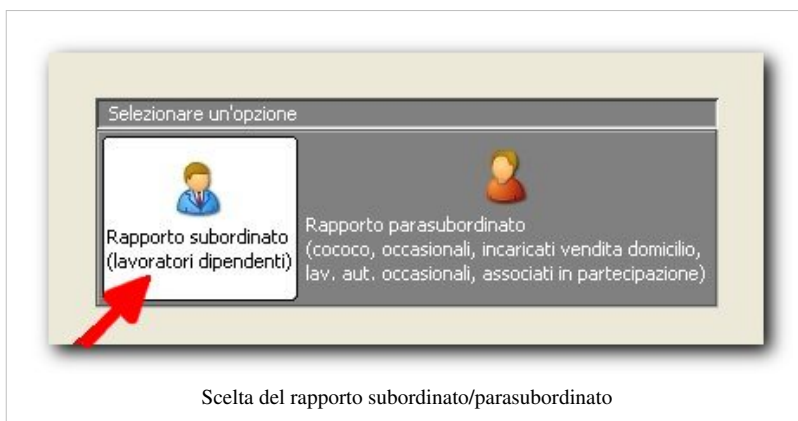 Selezionare un'opzione
Rapporto subordinato
(lavoratori dipendenti)
Rapporto parasubordinato
(cococo, occasionali, incaricati vendita domicilio,
lav. aut. occasionali, associati in partecipazione)
Scelta del rapporto subordinato/parasubordinato